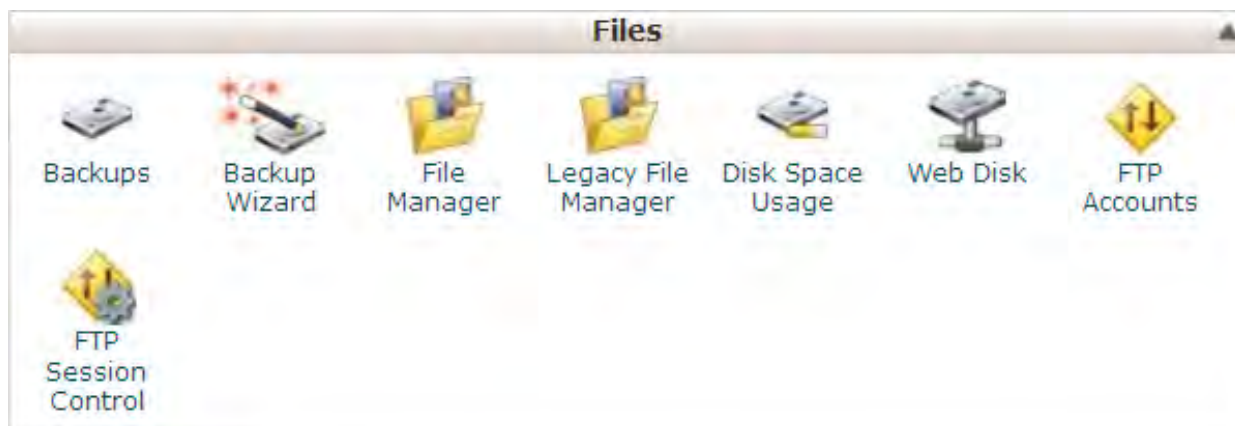 Files
Backups
Backup
Wizard
File
Manager
Legacy File
Manager
Disk Space
Usage
Web Disk
FTP
Accounts
FTP
Session
Control